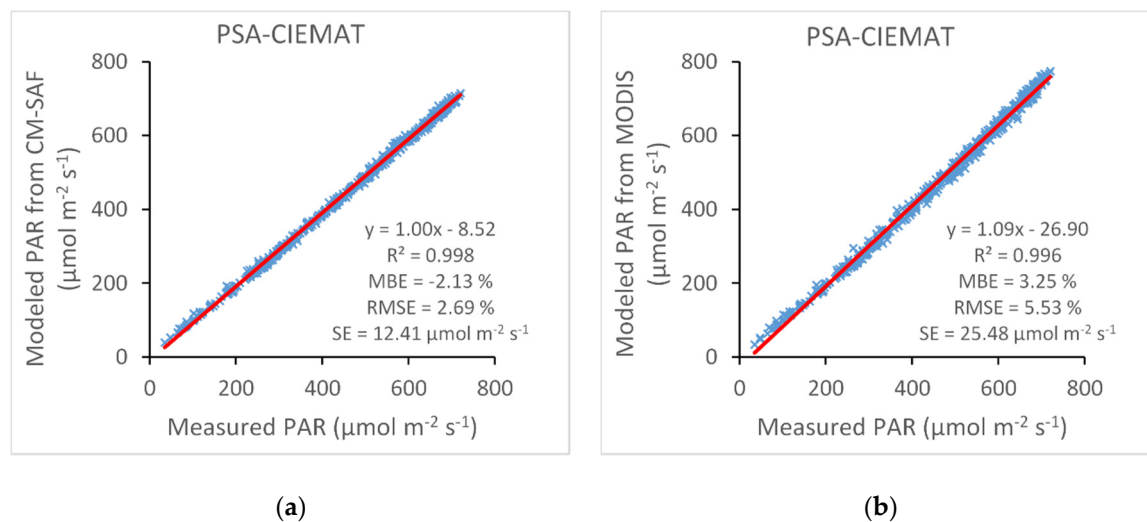 PSA-CIEMAT
Modeled PAR from CM-SAF
(µmol m⁻² s⁻¹)
800
600
400
200
0
y = 1.00x - 8.52
R² = 0.998
MBE = -2.13 %
RMSE = 2.69 %
SE = 12.41 µmol m⁻² s⁻¹
0 200 400 600 800
Measured PAR (µmol m⁻² s⁻¹)
(a)
PSA-CIEMAT
Modeled PAR from MODIS
(µmol m⁻² s⁻¹)
800
600
400
200
0
y = 1.09x - 26.90
R² = 0.996
MBE = 3.25 %
RMSE = 5.53 %
SE = 25.48 µmol m⁻² s⁻¹
0 200 400 600 800
Measured PAR (µmol m⁻² s⁻¹)
(b)